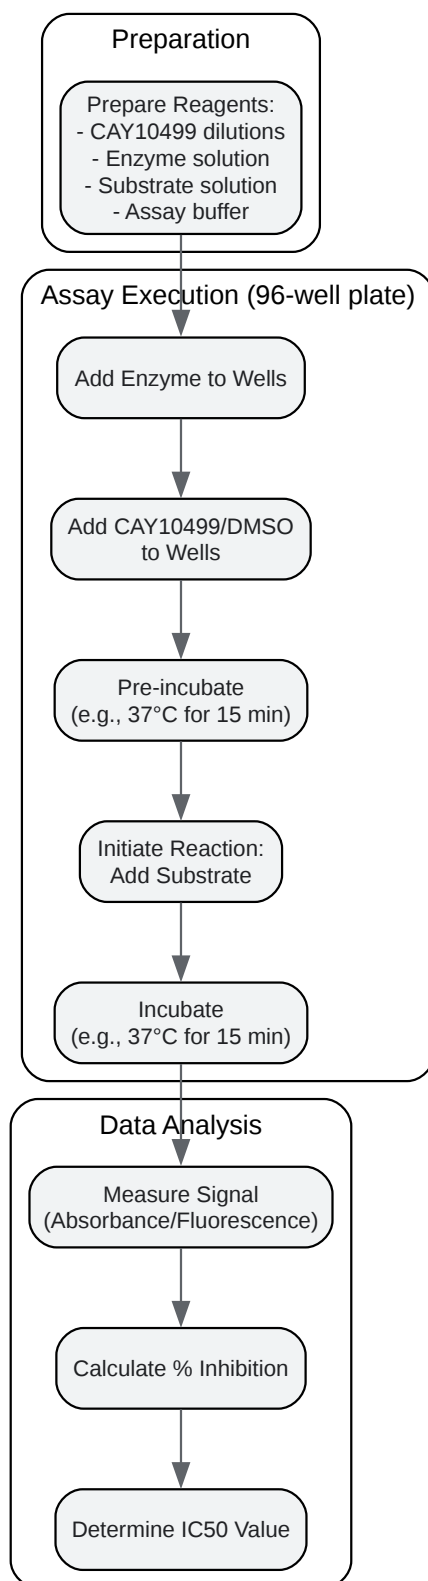 Preparation
Prepare Reagents:
- CAY10499 dilutions
- Enzyme solution
- Substrate solution
- Assay buffer
Assay Execution (96-well plate)
Add Enzyme to Wells
Add CAY10499/DMSO
to Wells
Pre-incubate
(e.g., 37°C for 15 min)
Initiate Reaction:
Add Substrate
Incubate
(e.g., 37°C for 15 min)
Data Analysis
Measure Signal
(Absorbance/Fluorescence)
Calculate % Inhibition
Determine IC50 Value